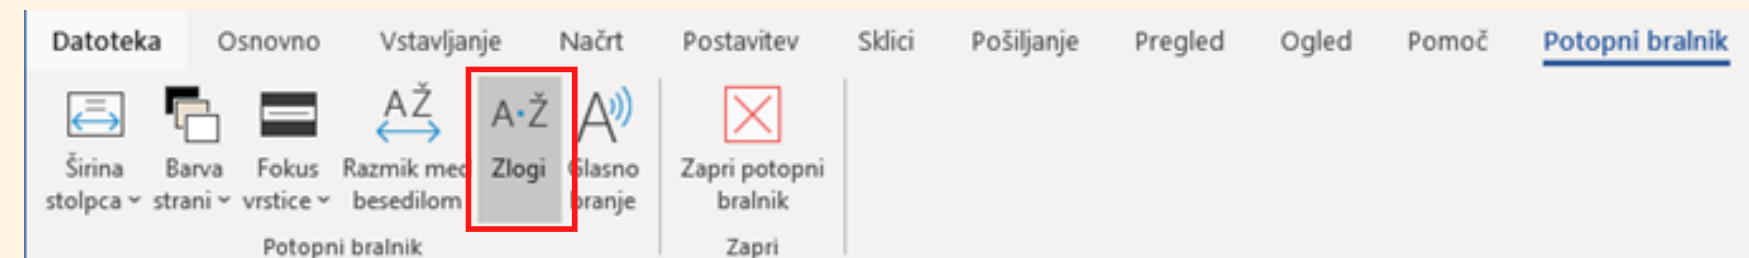 Datoteka Osnovno Vstavljanje Načrt Postavitev Sklici Pošiljanje Pregled Ogled Pomoč Potopni bralnik
AŽ A·Ž A
Širina Barva Fokus Razmik med Zlogi Glasno Zapri potopni
stolpca strani vrstice besedilom branje bralnik
Potopni bralnik Zapri